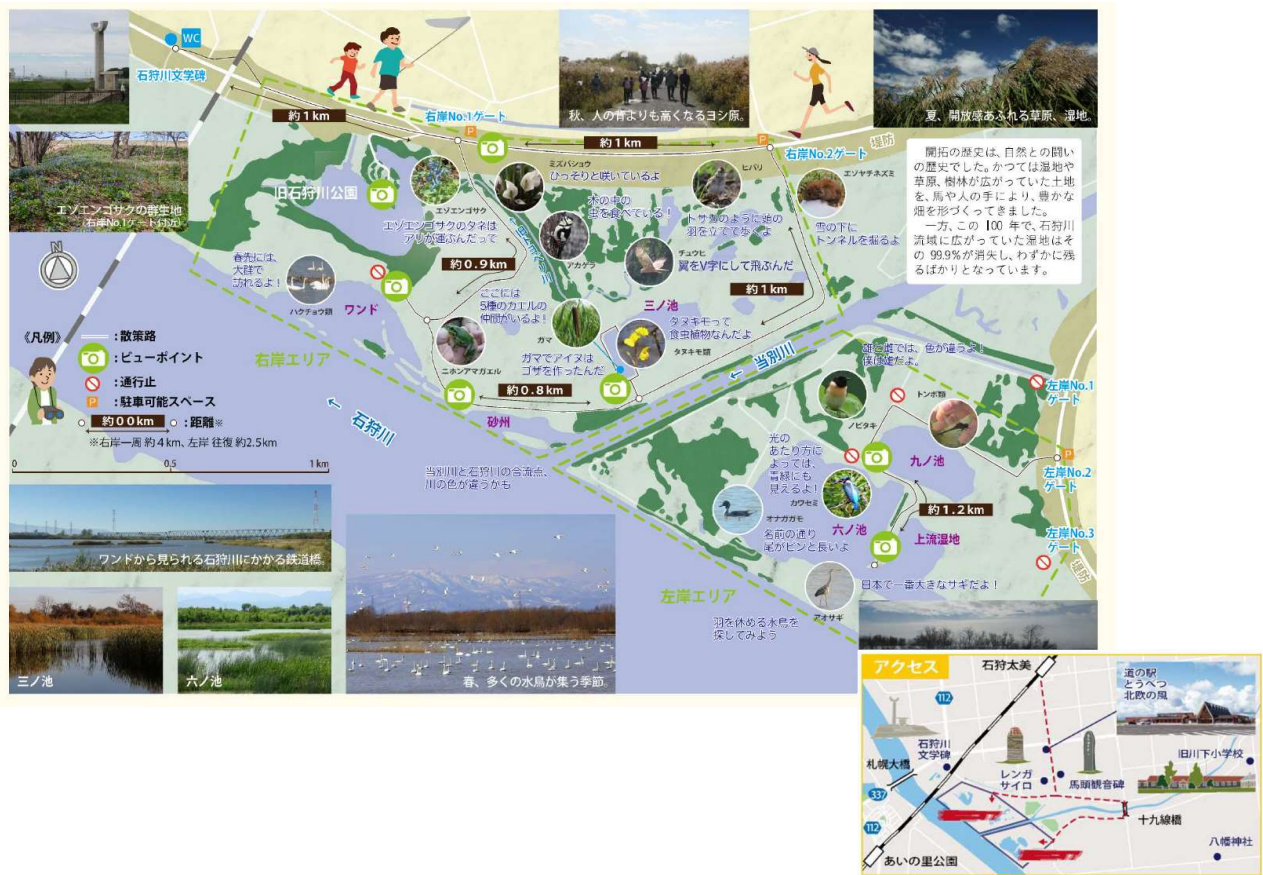 WC
石狩川文学碑
約1km
右岸No.1ゲート
P
秋、人の背よりも高くなるヨシ原。
約1km
P
右岸No.2ゲート
堤防
夏、開放感あふれる草原、湿地。
開拓の歴史は、自然との闘い
の歴史でした。かつては湿地や
草原、樹林が広がっていた土地
を、馬や人の手により、豊かな
畑を形づくってきました。
一方、この 100 年で、石狩川
流域に広がっていた湿地はそ
の 99.9%が消失し、わずかに残
るばかりとなっています。
エゾエンゴサクの群生地
(右岸No.1ゲート付近)
旧石狩川公園
エゾエンゴサク
エゾエンゴサクのタネは
アリが運ぶんだって
ミズバショウ
ひっそりと咲いているよ
木の中の
虫を食べている!
アカゲラ
ヒバリ
トサカのように頭の
羽を立てて歩くよ
エゾヤチネズミ
雪の下に
トンネルを掘るよ
チュウヒ
翼をV字にして飛ぶんだ
約0.9km
約1km
春先には、
大群で
訪れるよ!
ハクチョウ類
ワンド
ここには
5種のカエルの
仲間がいるよ!
ニホンアマガエル
ガマ
ガマでアイヌは
ゴザを作ったんだ
三ノ池
タヌキモって
食虫植物なんだよ
タヌキモ類
約0.8km
砂州
右岸エリア
←石狩川
←当別川
《凡例》
:散策路
:ビューポイント
:通行止
P :駐車可能スペース
約00km :距離※
※右岸一周 約4km、左岸 往復 約2.5km
0 0.5 1 km
当別川と石狩川の合流点、
川の色が違うかも
雄と雌では、色が違うよ!
僕は雄だよ。
ノビタキ
トンボ類
左岸No.1
ゲート
P
左岸No.2
ゲート
左岸No.3
ゲート
堤防
光の
あたり方に
よっては、
青緑にも
見えるよ!
カワセミ
九ノ池
六ノ池
約1.2km
上流湿地
オナガガモ
名前の通り
尾がピンと長いよ
日本で一番大きなサギだよ!
アオサギ
左岸エリア
羽を休める水鳥を
探してみよう
ワンドから見られる石狩川にかかる鉄道橋
三ノ池
六ノ池
春、多くの水鳥が集う季節。
アクセス
石狩太美
道の駅
とうべつ
北欧の風
112
石狩川
文学碑
札幌大橋
レンガ
サイロ
馬頭観音碑
旧川下小学校
337
112
十九線橋
八幡神社
あいの里公園